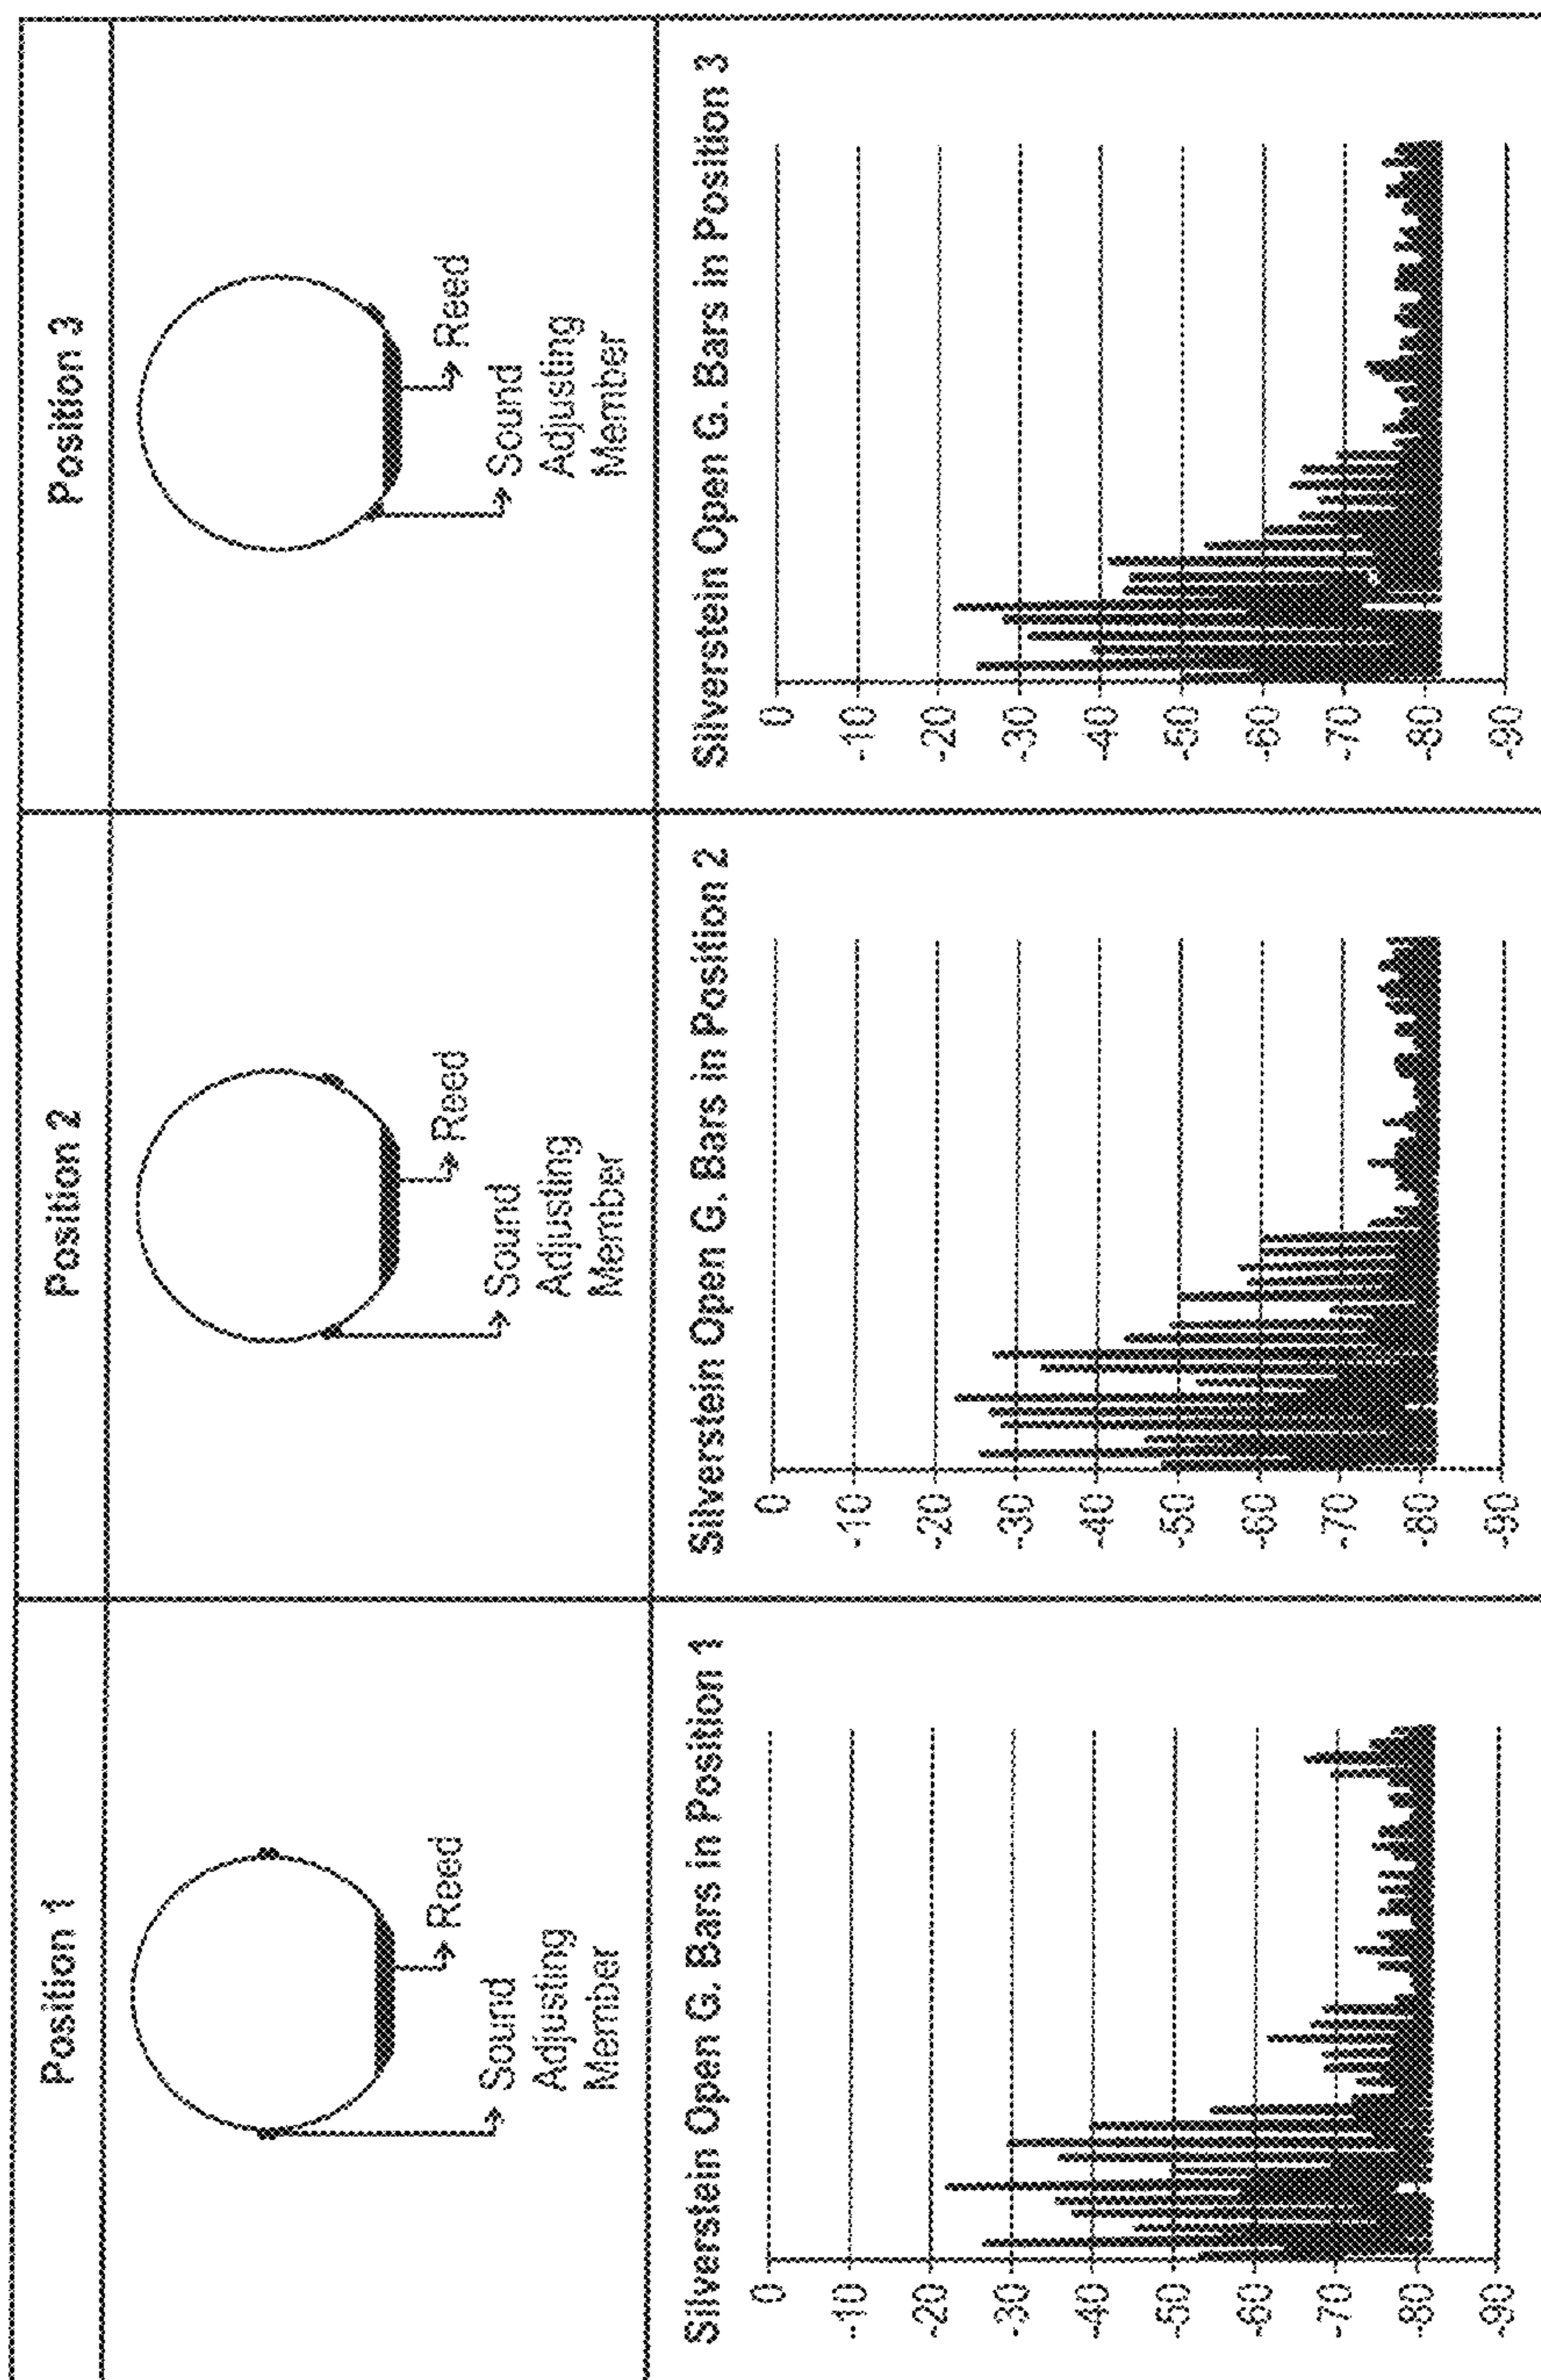 Position 1
Position 2
Position 3
Reed
Sound
Adjusting
Member
Reed
Sound
Adjusting
Member
Reed
Sound
Adjusting
Member
Silverstein Open G. Bars in Position 1
0
-10
-20
-30
-40
-50
-60
-70
-80
-90
Silverstein Open G. Bars in Position 2
0
-10
-20
-30
-40
-50
-60
-70
-80
-90
Silverstein Open G. Bars in Position 3
0
-10
-20
-30
-40
-50
-60
-70
-80
-90